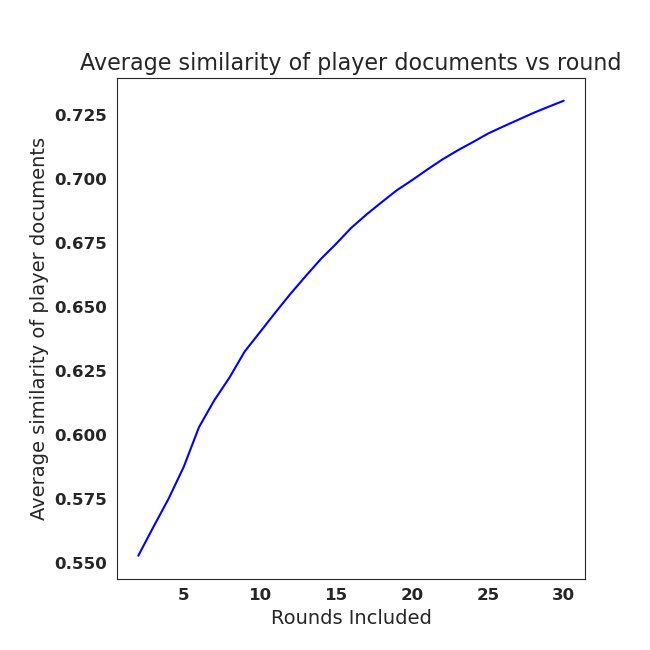 Average similarity of player documents vs round
Average similarity of player documents
0.725
0.700
0.675
0.650
0.625
0.600
0.575
0.550
5 10 15 20 25 30
Rounds Included